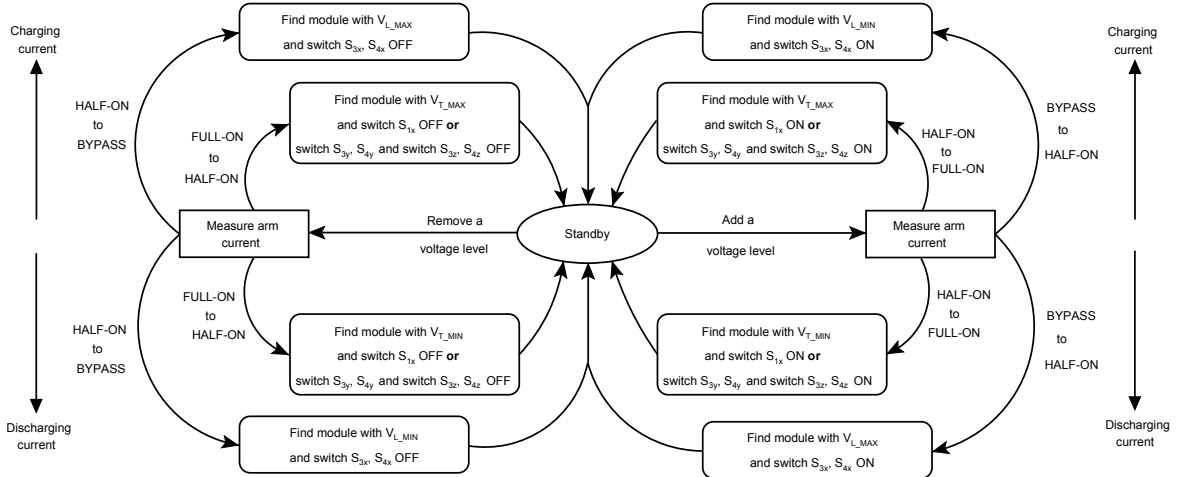 Charging
current
HALF-ON
to
BYPASS
Find module with V_L_MAX
and switch S_3x, S_4x OFF
Find module with V_L_MIN
and switch S_3x, S_4x ON
Charging
current
BYPASS
to
HALF-ON
FULL-ON
to
HALF-ON
Find module with V_T_MAX
and switch S_1x OFF or
switch S_3y, S_4y and switch S_3z, S_4z OFF
Find module with V_T_MAX
and switch S_1x ON or
switch S_3y, S_4y and switch S_3z, S_4z ON
HALF-ON
to
FULL-ON
Measure arm
current
Remove a
voltage level
Standby
Add a
voltage level
Measure arm
current
HALF-ON
to
BYPASS
FULL-ON
to
HALF-ON
Find module with V_T_MIN
and switch S_1x OFF or
switch S_3y, S_4y and switch S_3z, S_4z OFF
Find module with V_T_MIN
and switch S_1x ON or
switch S_3y, S_4y and switch S_3z, S_4z ON
HALF-ON
to
FULL-ON
BYPASS
to
HALF-ON
Discharging
current
Find module with V_L_MIN
and switch S_3x, S_4x OFF
Find module with V_L_MAX
and switch S_3x, S_4x ON
Discharging
current